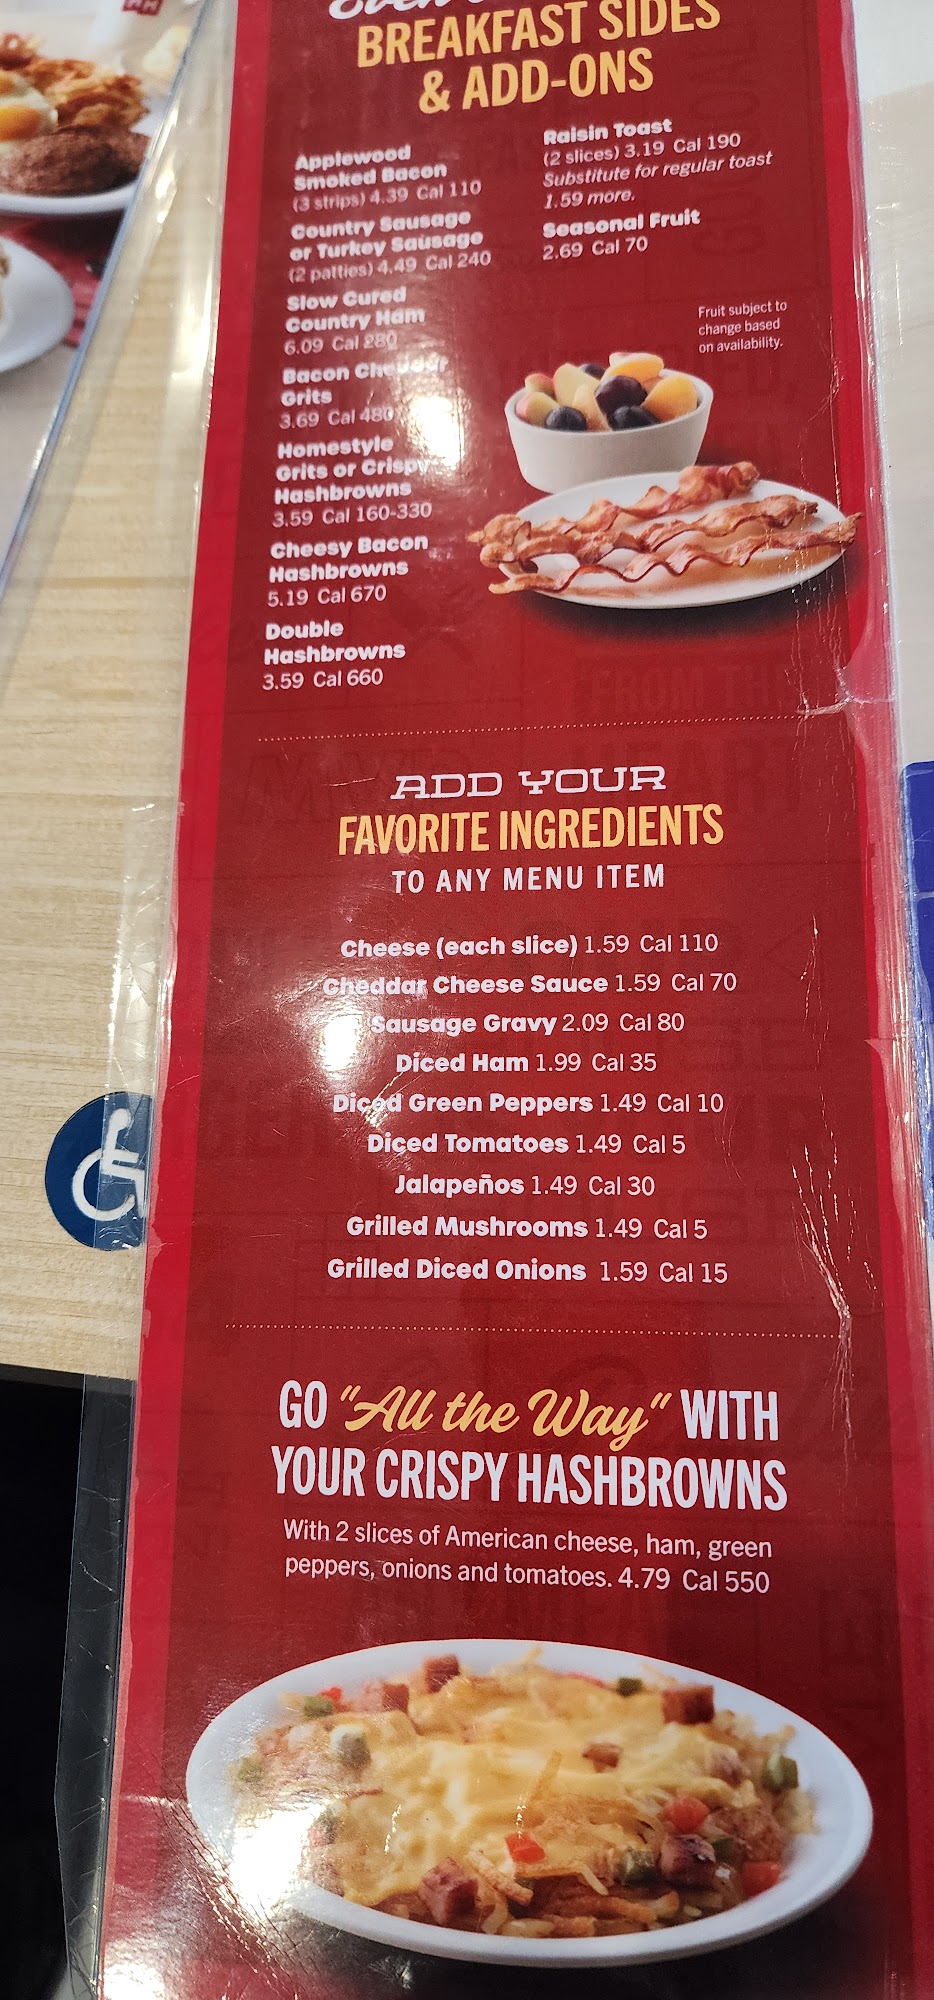 BREAKFAST SIDES
& ADD-ONS
Applewood
Smoked Bacon
(3 strips) 4.39 Cal 110
Country Sausage
or Turkey Sausage
(2 patties) 4.49 Cal 240
Slow Cured
Country Ham
6.09 Cal 280
Bacon Cheddar
Grits
3.69 Cal 480
Homestyle
Grits or Crispy
Hashbrowns
3.59 Cal 160-330
Cheesy Bacon
Hashbrowns
5.19 Cal 670
Double
Hashbrowns
3.59 Cal 660
Raisin Toast
(2 slices) 3.19 Cal 190
Substitute for regular toast
1.59 more.
Seasonal Fruit
2.69 Cal 70
Fruit subject to
change based
on availability.
ADD YOUR
FAVORITE INGREDIENTS
TO ANY MENU ITEM
Cheese (each slice) 1.59 Cal 110
Cheddar Cheese Sauce 1.59 Cal 70
Sausage Gravy 2.09 Cal 80
Diced Ham 1.99 Cal 35
Diced Green Peppers 1.49 Cal 10
Diced Tomatoes 1.49 Cal 5
Jalapeños 1.49 Cal 30
Grilled Mushrooms 1.49 Cal 5
Grilled Diced Onions 1.59 Cal 15
GO "All the Way" WITH
YOUR CRISPY HASHBROWNS
With 2 slices of American cheese, ham, green
peppers, onions and tomatoes. 4.79 Cal 550